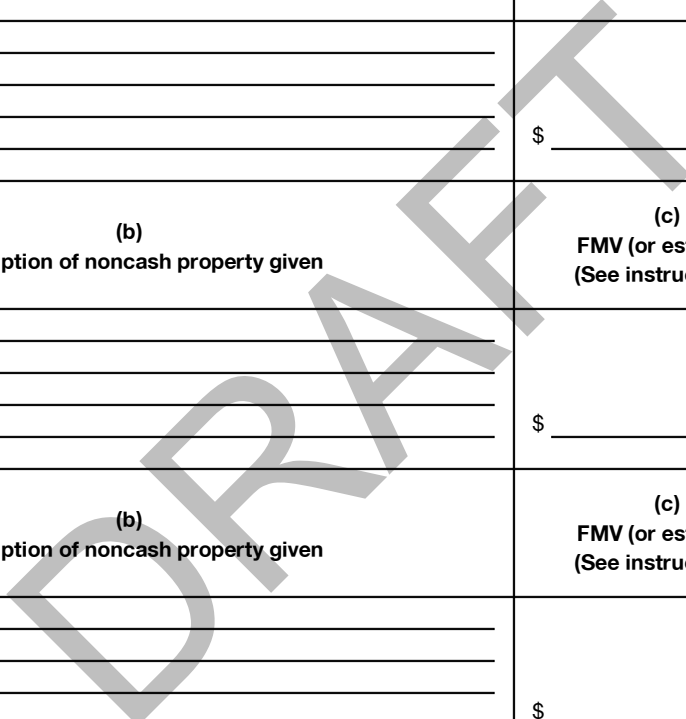 $
(b)
ption of noncash property given
(c)
FMV (or es
(See instru
$
(b)
ption of noncash property given
(c)
FMV (or es
(See instru
$
DRAFT